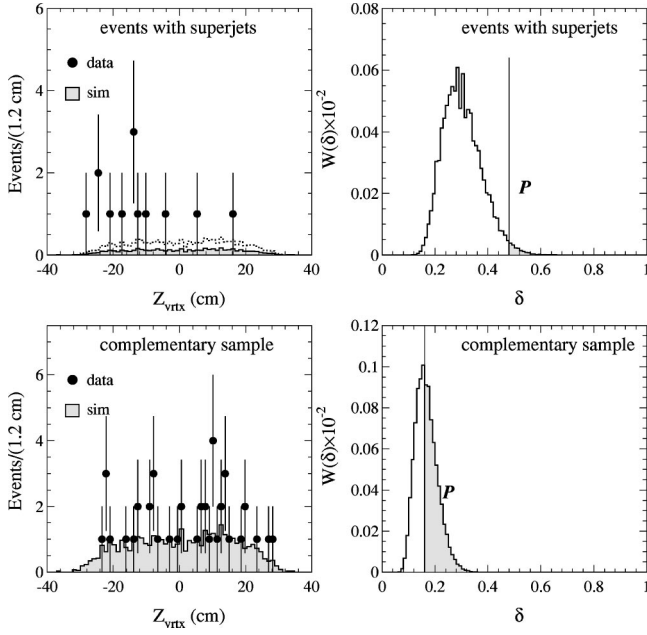 events with superjets
data
sim
Events/(1.2 cm)
6
4
2
0
-40 -20 0 20 40
Z_vrtx (cm)
events with superjets
W(δ)×10^-2
0.08
0.06
0.04
0.02
0
P
0 0.2 0.4 0.6 0.8 1
δ
complementary sample
data
sim
Events/(1.2 cm)
6
4
2
0
-40 -20 0 20 40
Z_vrtx (cm)
complementary sample
W(δ)×10^-2
0.12
0.1
0.08
0.06
0.04
0.02
0
P
0 0.2 0.4 0.6 0.8 1
δ